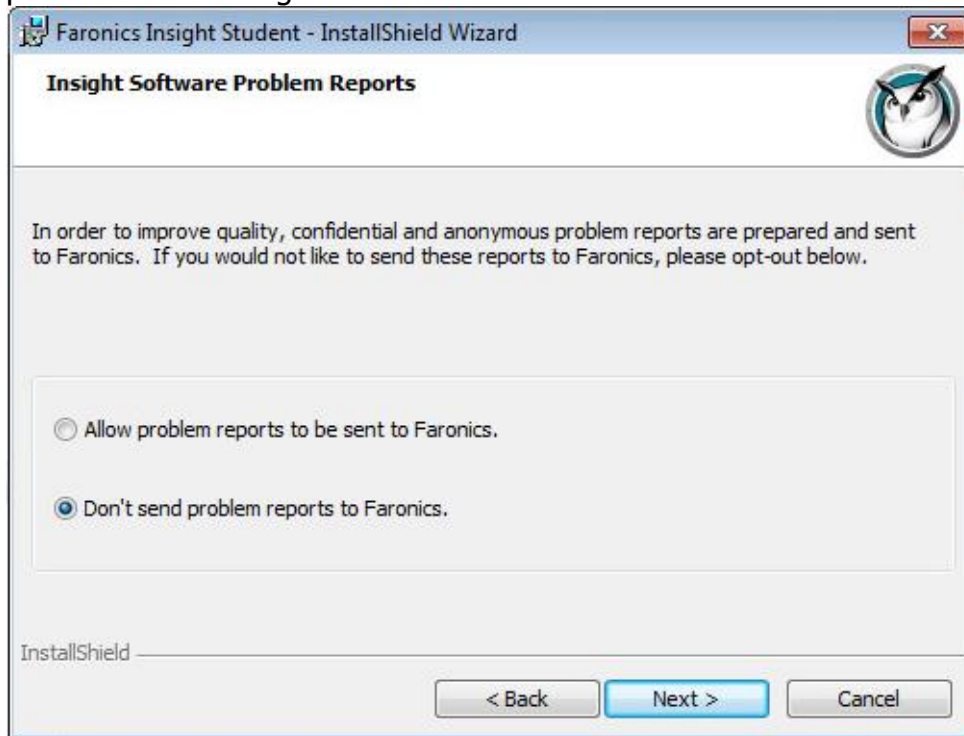 Faronics Insight Student - InstallShield Wizard
Insight Software Problem Reports
In order to improve quality, confidential and anonymous problem reports are prepared and sent
to Faronics.  If you would not like to send these reports to Faronics, please opt-out below.
Allow problem reports to be sent to Faronics.
Don't send problem reports to Faronics.
InstallShield
< Back
Next >
Cancel